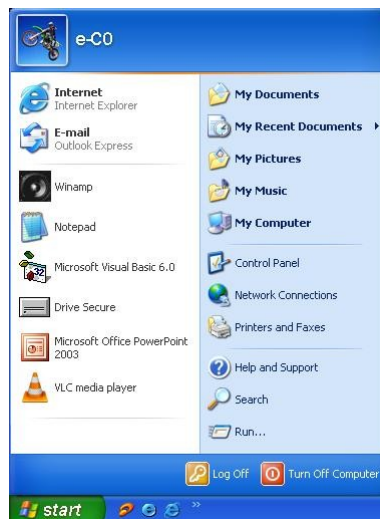 e-C0
Internet
Internet Explorer
E-mail
Outlook Express
Winamp
Notepad
Microsoft Visual Basic 6.0
Drive Secure
Microsoft Office PowerPoint
2003
VLC media player
My Documents
My Recent Documents
My Pictures
My Music
My Computer
Control Panel
Network Connections
Printers and Faxes
Help and Support
Search
Run...
Log Off
Turn Off Computer
start